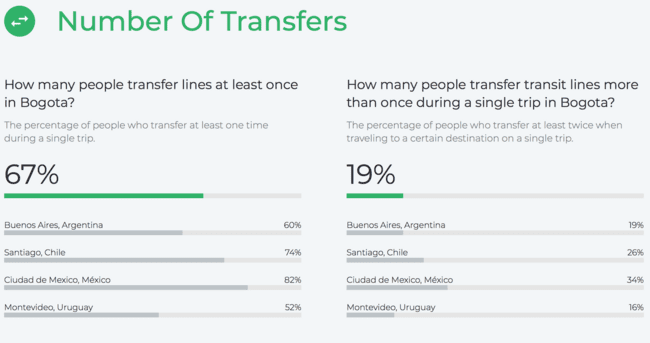 Number Of Transfers
How many people transfer lines at least once
in Bogota?
The percentage of people who transfer at least one time
during a single trip.
67%
Buenos Aires, Argentina 60%
Santiago, Chile 74%
Ciudad de Mexico, México 82%
Montevideo, Uruguay 52%
How many people transfer transit lines more
than once during a single trip in Bogota?
The percentage of people who transfer at least twice when
traveling to a certain destination on a single trip.
19%
Buenos Aires, Argentina 19%
Santiago, Chile 26%
Ciudad de Mexico, México 34%
Montevideo, Uruguay 16%